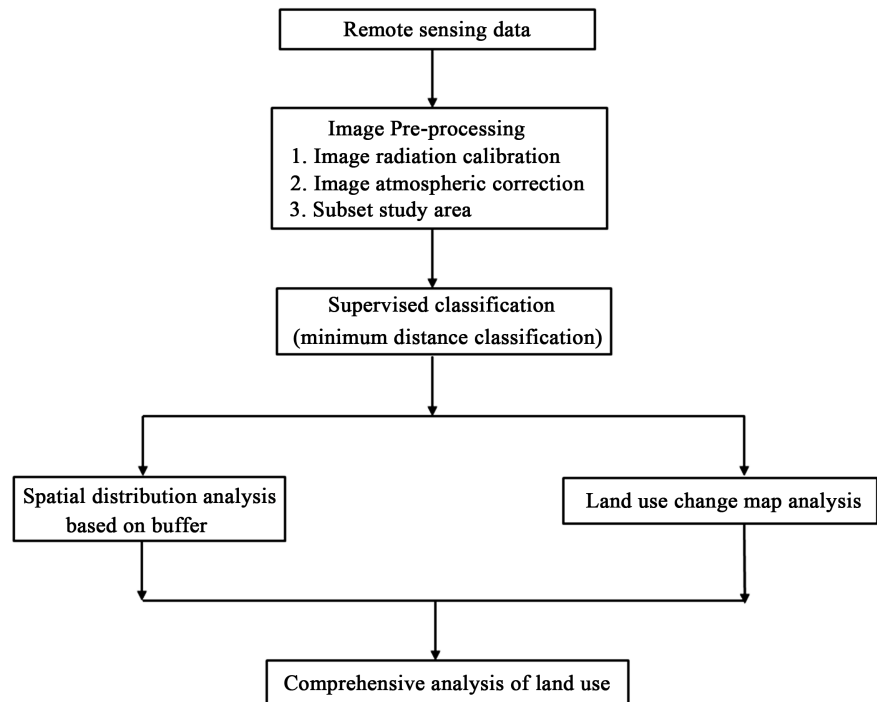 Remote sensing data
Image Pre-processing
1. Image radiation calibration
2. Image atmospheric correction
3. Subset study area
Supervised classification
(minimum distance classification)
Spatial distribution analysis
based on buffer
Land use change map analysis
Comprehensive analysis of land use